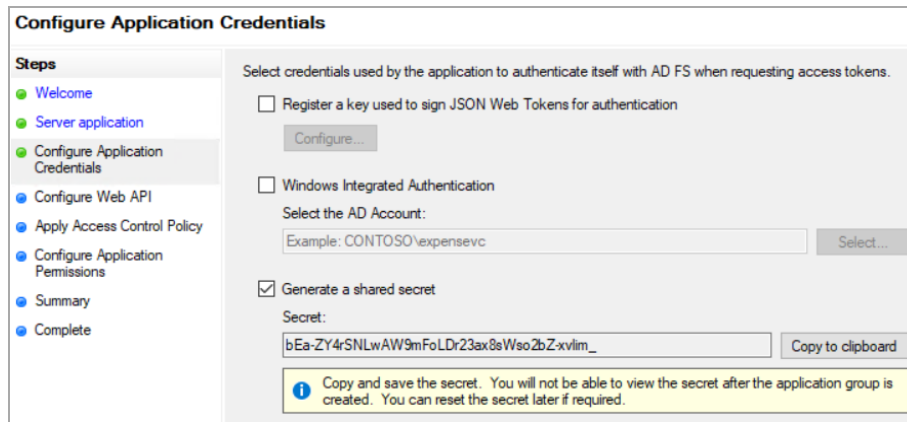 Configure Application Credentials
Steps
Welcome
Server application
Configure Application
Credentials
Configure Web API
Apply Access Control Policy
Configure Application
Permissions
Summary
Complete
Select credentials used by the application to authenticate itself with AD FS when requesting access tokens.
Register a key used to sign JSON Web Tokens for authentication
Configure...
Windows Integrated Authentication
Select the AD Account:
Example: CONTOSO\expensevc
Select...
Generate a shared secret
Secret:
bEa-ZY4rSNLwAW9mFoLDr23ax8sWso2bZ-xvlim_
Copy to clipboard
Copy and save the secret. You will not be able to view the secret after the application group is
created. You can reset the secret later if required.